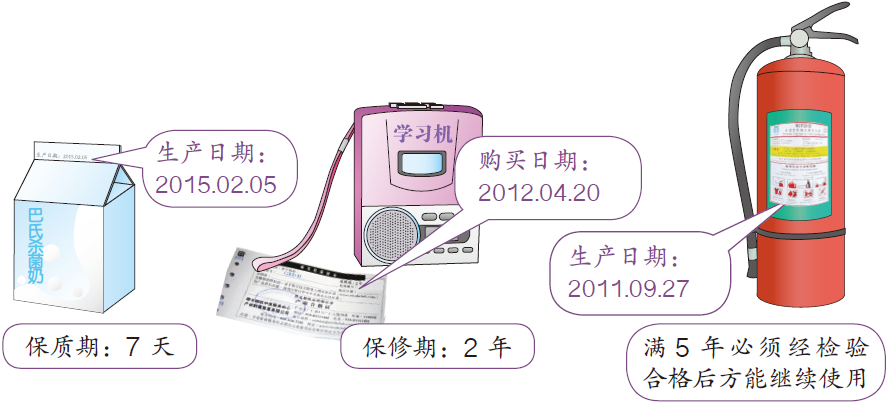 生产日期:
2015.02.05
巴氏杀菌奶
保质期:7 天
学习机
购买日期:
2012.04.20
保修期:2 年
生产日期:
2011.09.27
满 5 年必须经检验
合格后方能继续使用